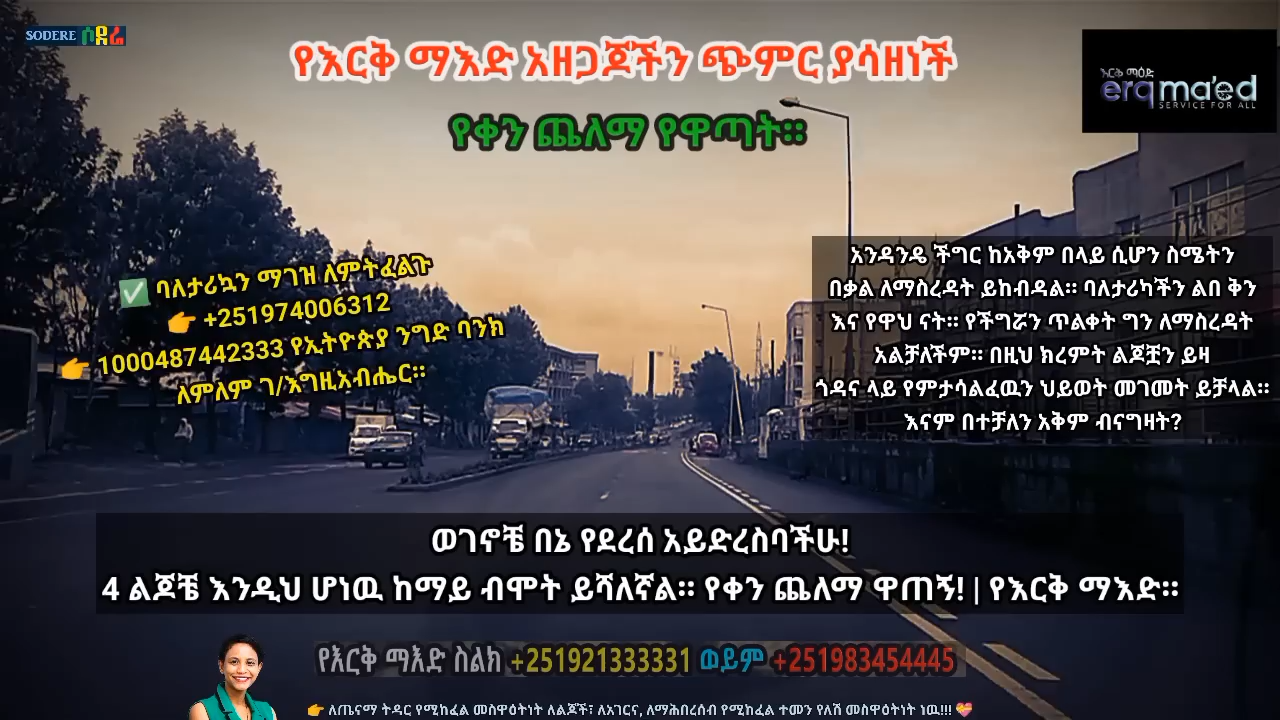 SODERE ሶደሬ
የእርቅ ማእድ አዘጋጆችን ጭምር ያሳዘነች
እርቅ ማዕድ
erq ma'ed
SERVICE FOR ALL
የቀን ጨለማ የዋጣት።
✅ ባለታሪኳን ማገዝ ለምትፈልጉ
👉 +251974006312
👉 1000487442333 የኢትዮጵያ ንግድ ባንክ
ለምለም ገ/እግዚአብሔር።
አንዳንዴ ችግር ከአቅም በላይ ሲሆን ስሜትን
በቃል ለማስረዳት ይከብዳል። ባለታሪካችን ልበ ቅን
እና የዋህ ናት። የችግሯን ጥልቀት ግን ለማስረዳት
አልቻለችም። በዚህ ክረምት ልጆቿን ይዛ
ጎዳና ላይ የምታሳልፈዉን ህይወት መገመት ይቻላል።
እናም በተቻለን አቅም ብናግዛት?
ወገኖቼ በኔ የደረሰ አይድረስባችሁ!
4 ልጆቼ እንዲህ ሆነዉ ከማይ ብሞት ይሻለኛል። የቀን ጨለማ ዋጠኝ! | የእርቅ ማእድ።
የእርቅ ማእድ ስልክ +251921333331 ወይም +251983454445
👉 ለጤናማ ትዳር የሚከፈል መስዋዕትነት ለልጆች፣ ለአገርና, ለማሕበረሰብ የሚክፈል ተመን የለሽ መስዋዕትነት ነዉ!!! 💝